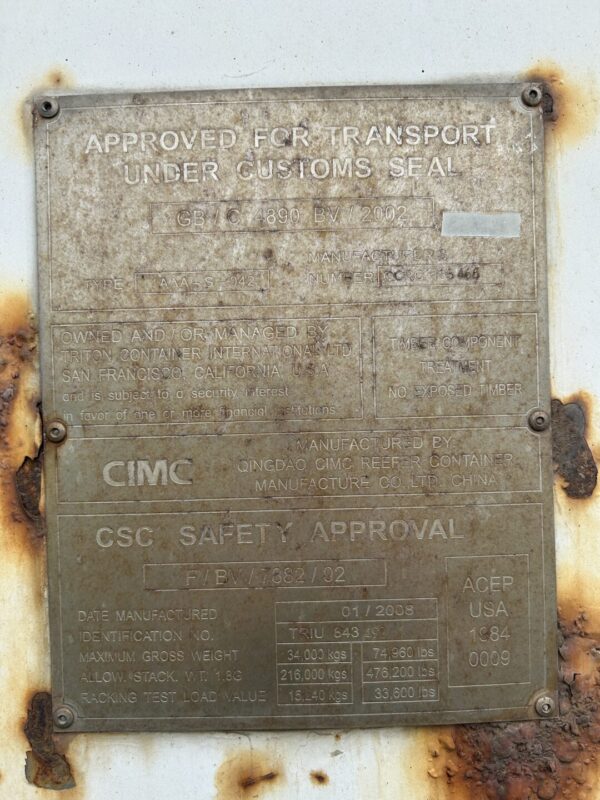 APPROVED FOR TRANSPORT
UNDER CUSTOMS SEAL
GB / C 4890 BV / 2002
MANUFACTURER'S
TYPE NUMBER
OWNED AND / OR MANAGED BY
TRITON CONTAINER INTERNATIONAL LTD
SAN FRANCISCO, CALIFORNIA, U.S.A
and is subject to a security interest
in favor of one or more financial institutions
TIMBER COMPONENT
TREATMENT
NO EXPOSED TIMBER
CIMC
MANUFACTURED BY:
QINGDAO CIMC REEFER CONTAINER
MANUFACTURE CO., LTD, CHINA
CSC SAFETY APPROVAL
F / BV / 7882 / 02
DATE MANUFACTURED 01 / 2008
IDENTIFICATION NO. TRIU 843
MAXIMUM GROSS WEIGHT 34,000 kgs 74,960 lbs
ALLOW. STACK. WT. 1.8G 216,000 kgs 476,200 lbs
RACKING TEST LOAD VALUE 15,240 kgs 33,600 lbs
ACEP
USA
1984
0009